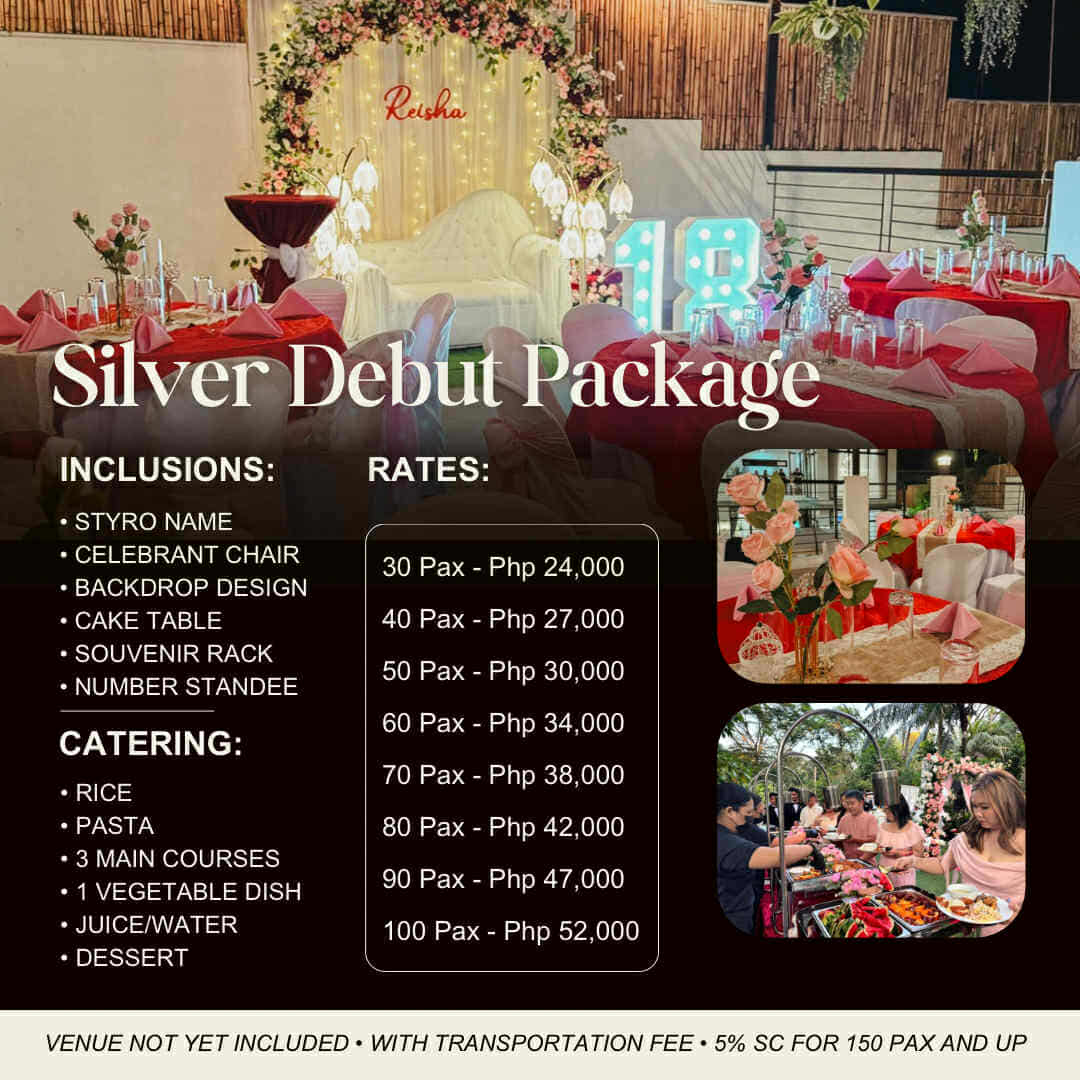 Reisha
18
Silver Debut Package
INCLUSIONS:
• STYRO NAME
• CELEBRANT CHAIR
• BACKDROP DESIGN
• CAKE TABLE
• SOUVENIR RACK
• NUMBER STANDEE
CATERING:
• RICE
• PASTA
• 3 MAIN COURSES
• 1 VEGETABLE DISH
• JUICE/WATER
• DESSERT
RATES:
30 Pax - Php 24,000
40 Pax - Php 27,000
50 Pax - Php 30,000
60 Pax - Php 34,000
70 Pax - Php 38,000
80 Pax - Php 42,000
90 Pax - Php 47,000
100 Pax - Php 52,000
VENUE NOT YET INCLUDED • WITH TRANSPORTATION FEE • 5% SC FOR 150 PAX AND UP